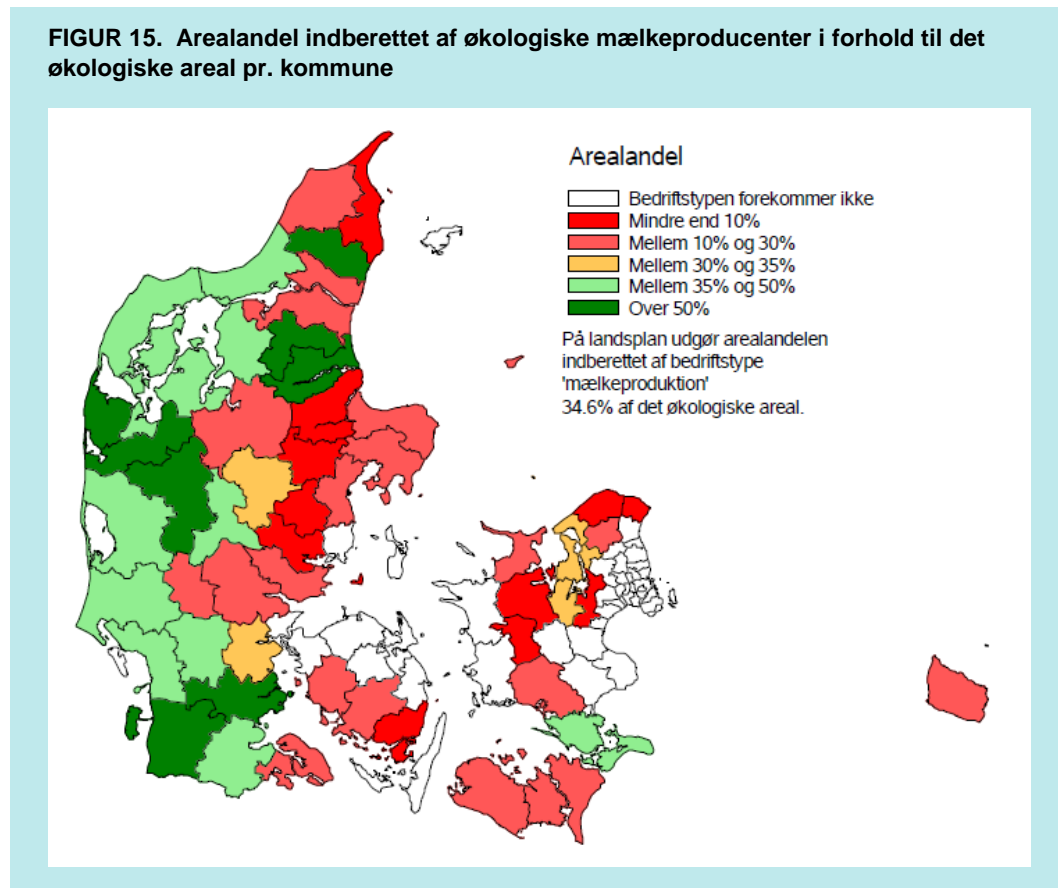 FIGUR 15. Arealandel indberettet af økologiske mælkeproducenter i forhold til det
økologiske areal pr. kommune
Arealandel
Bedriftstypen forekommer ikke
Mindre end 10%
Mellem 10% og 30%
Mellem 30% og 35%
Mellem 35% og 50%
Over 50%
På landsplan udgør arealandelen
indberettet af bedriftstype
'mælkeproduktion'
34.6% af det økologiske areal.